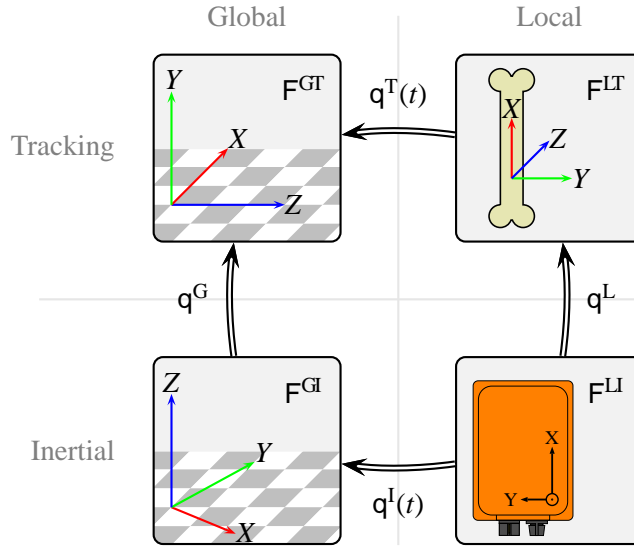 Global Local
Tracking
Y X Z
F^GT
q^T(t)
F^LT
X Z Y
q^G
q^L
Inertial
Z Y X
F^GI
q^I(t)
F^LI
X
Y